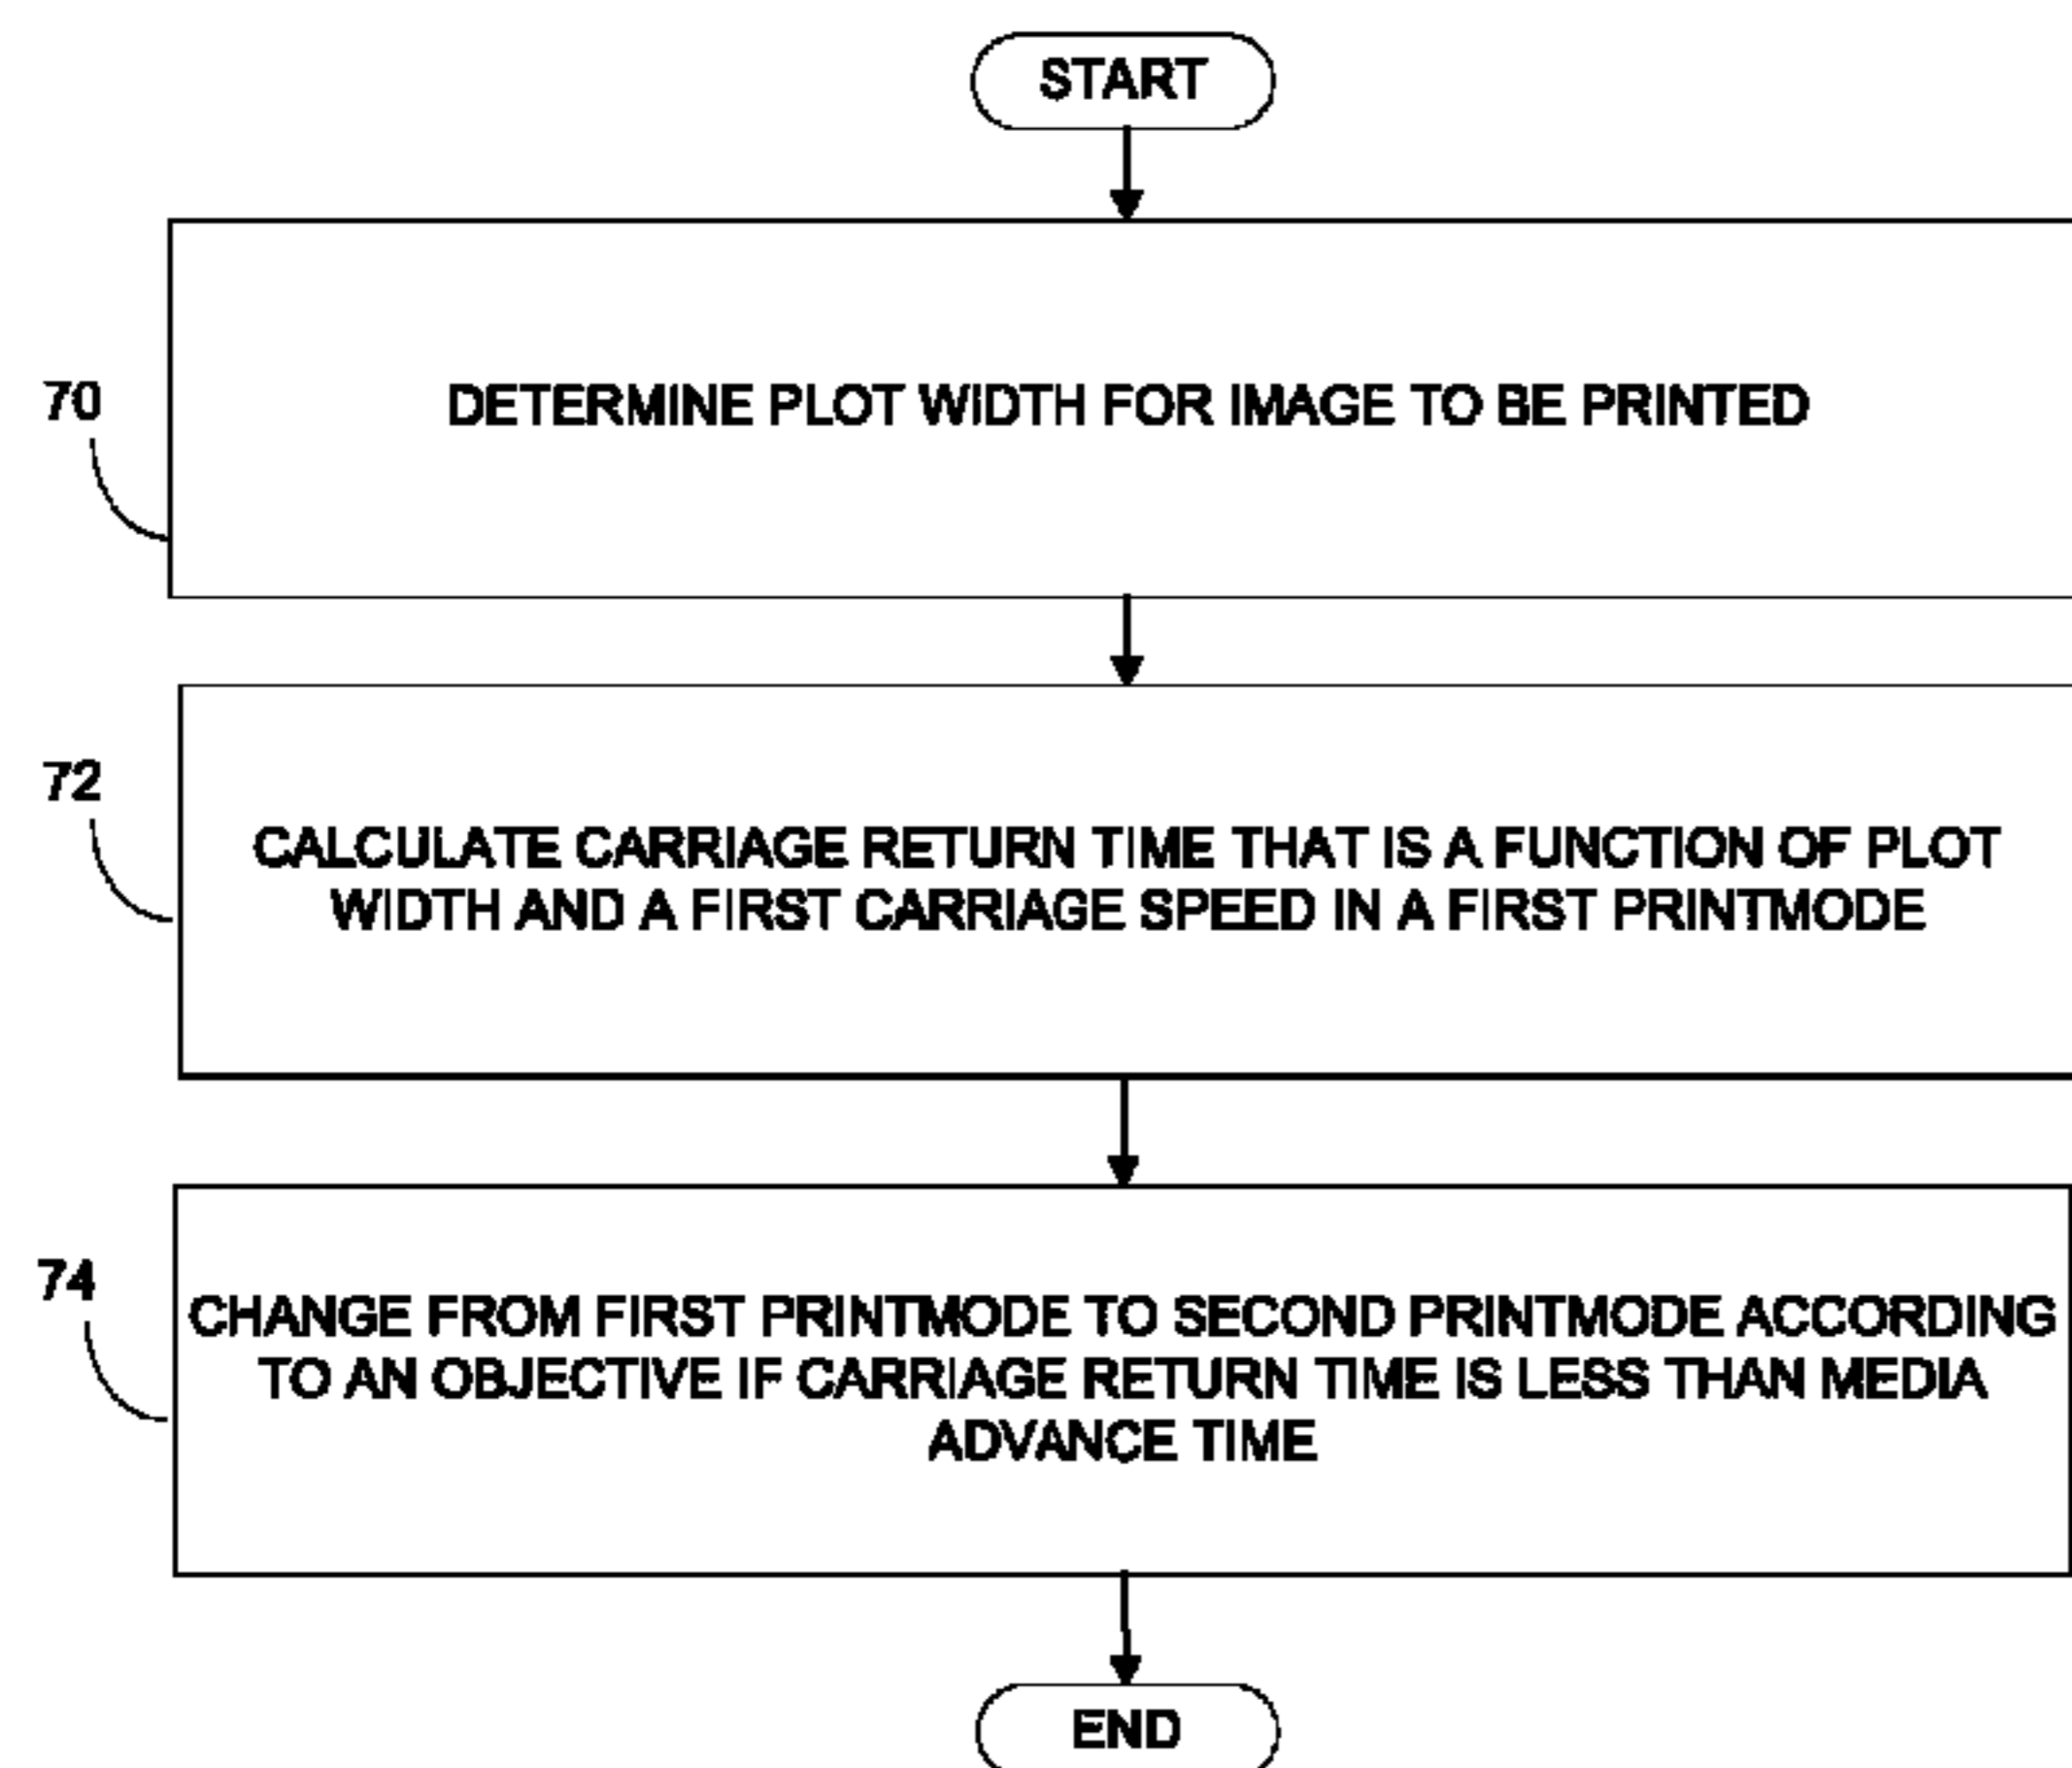 START
70
DETERMINE PLOT WIDTH FOR IMAGE TO BE PRINTED
72
CALCULATE CARRIAGE RETURN TIME THAT IS A FUNCTION OF PLOT
WIDTH AND A FIRST CARRIAGE SPEED IN A FIRST PRINTMODE
74
CHANGE FROM FIRST PRINTMODE TO SECOND PRINTMODE ACCORDING
TO AN OBJECTIVE IF CARRIAGE RETURN TIME IS LESS THAN MEDIA
ADVANCE TIME
END